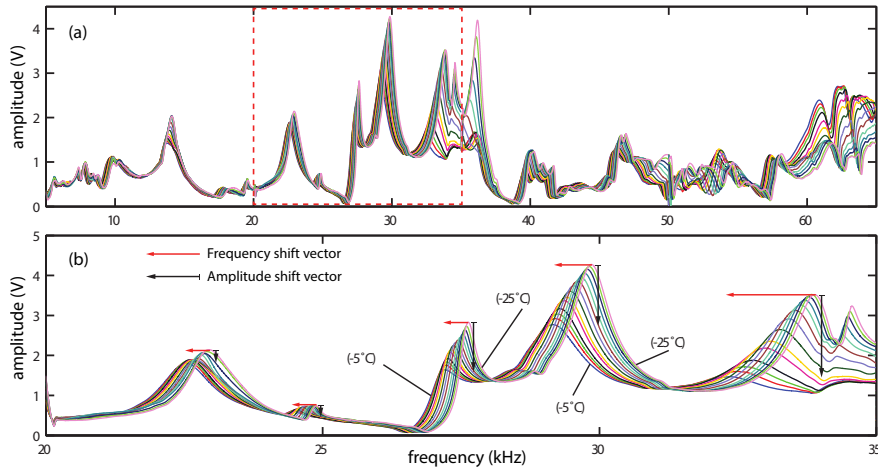 (a)
amplitude (V)
4
3
2
1
0
10 20 30 40 50 60
(b)
Frequency shift vector
Amplitude shift vector
amplitude (V)
5
4
3
2
1
0
(-5˚C)
(-25˚C)
(-5˚C)
(-25˚C)
20 25 30 35
frequency (kHz)